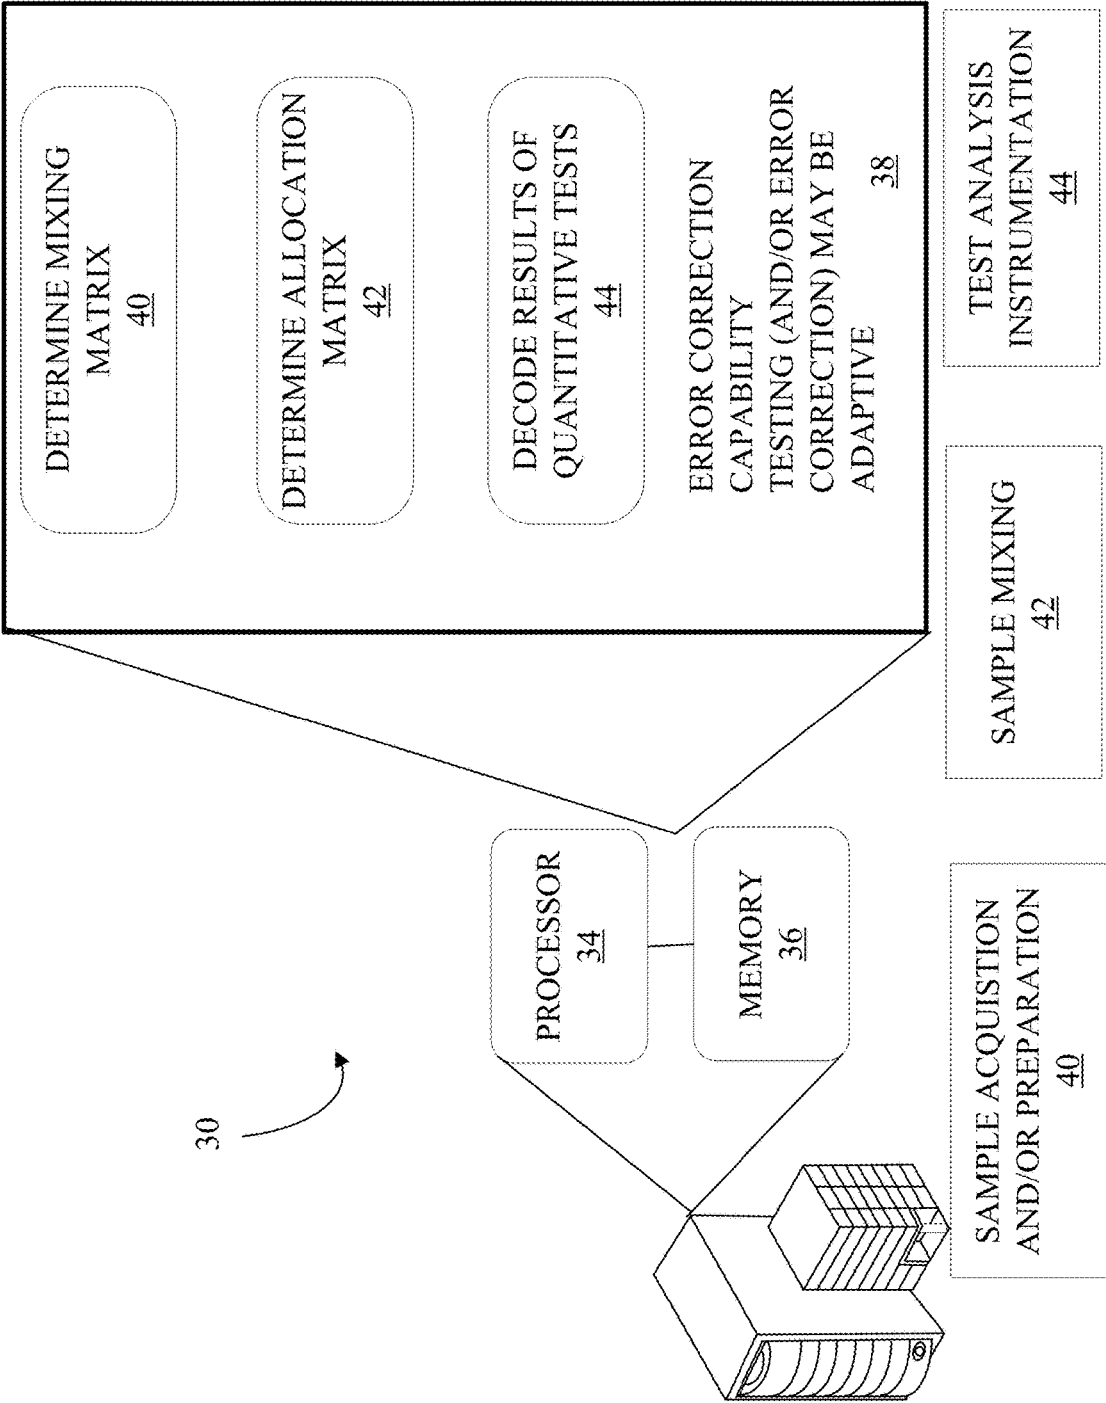 30
PROCESSOR
34
MEMORY
36
DETERMINE MIXING
MATRIX
40
DETERMINE ALLOCATION
MATRIX
42
DECODE RESULTS OF
QUANTITATIVE TESTS
44
ERROR CORRECTION
CAPABILITY
TESTING (AND/OR ERROR
CORRECTION) MAY BE
ADAPTIVE
38
SAMPLE ACQUISTION
AND/OR PREPARATION
40
SAMPLE MIXING
42
TEST ANALYSIS
INSTRUMENTATION
44